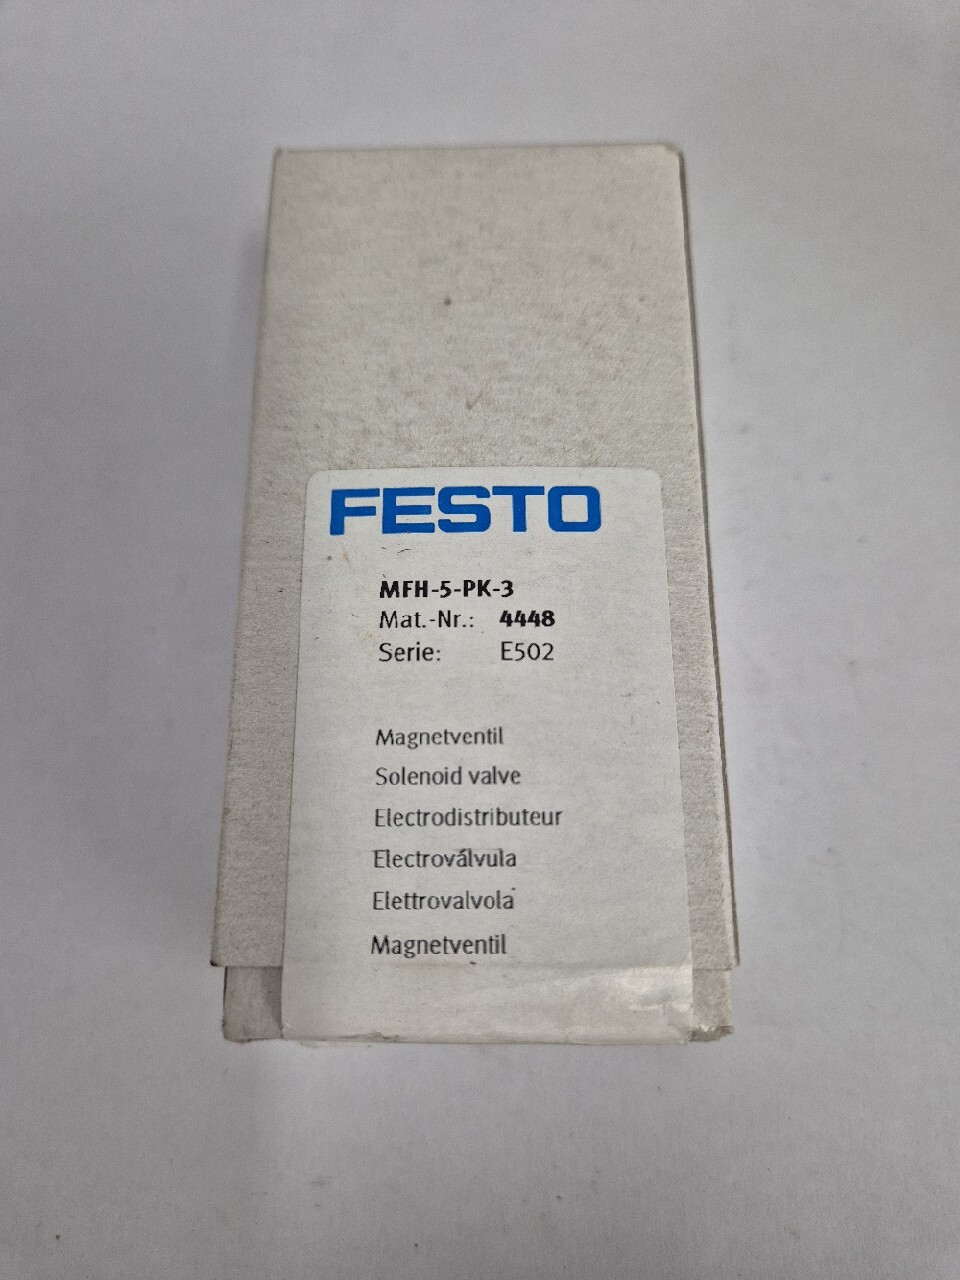 FESTO
MFH-5-PK-3
Mat.-Nr.: 4448
Serie: E502
Magnetventil
Solenoid valve
Electrodistributeur
Electroválvula
Elettrovalvola
Magnetventil